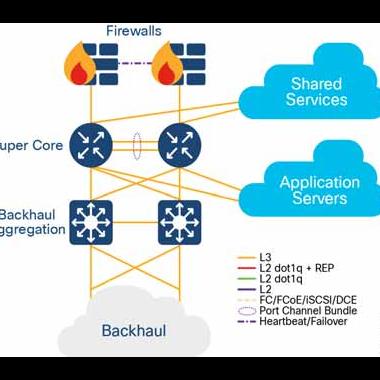 Firewalls
Shared
Services
uper Core
Application
Servers
Backhaul
ggregation
L3
L2 dot1q + REP
L2 dot1q
L2
FC/FCoE/iSCSI/DCE
Port Channel Bundle
Heartbeat/Failover
Backhaul